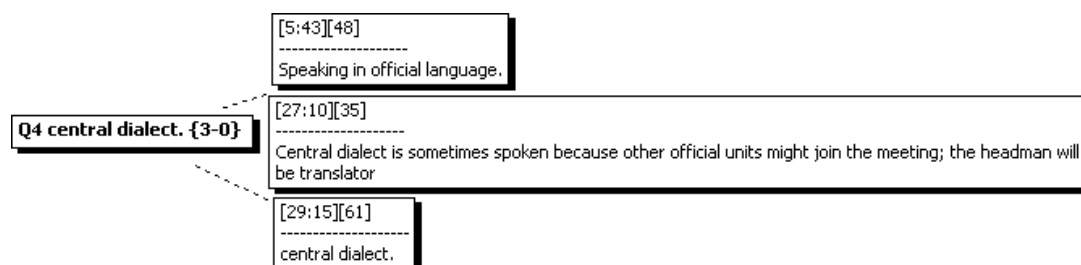 [5:43][48]
--------------------
Speaking in official language.
Q4 central dialect. {3-0}
[27:10][35]
--------------------
Central dialect is sometimes spoken because other official units might join the meeting; the headman will
be translator
[29:15][61]
--------------------
central dialect.